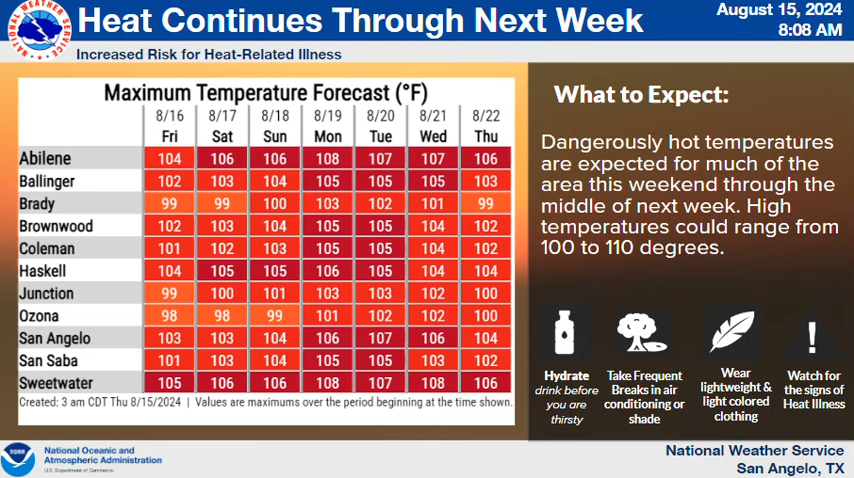 NATIONAL WEATHER SERVICE
Heat Continues Through Next Week
August 15, 2024
8:08 AM
Increased Risk for Heat-Related Illness
Maximum Temperature Forecast (°F)
8/16 8/17 8/18 8/19 8/20 8/21 8/22
Fri Sat Sun Mon Tue Wed Thu
Abilene 104 106 106 108 107 107 106
Ballinger 102 103 104 105 105 105 103
Brady 99 99 100 103 102 101 99
Brownwood 102 103 104 105 105 104 102
Coleman 101 102 103 105 105 104 102
Haskell 104 105 105 106 105 104 104
Junction 99 100 101 103 103 102 100
Ozona 98 98 99 101 102 102 100
San Angelo 103 103 104 106 107 106 104
San Saba 101 103 104 105 105 103 102
Sweetwater 105 106 106 108 107 108 106
Created: 3 am CDT Thu 8/15/2024 | Values are maximums over the period beginning at the time shown.
What to Expect:
Dangerously hot temperatures
are expected for much of the
area this weekend through the
middle of next week. High
temperatures could range from
100 to 110 degrees.
Hydrate
drink before
you are
thirsty
Take Frequent
Breaks in air
conditioning or
shade
Wear
lightweight &
light colored
clothing
Watch for
the signs of
Heat Illness
NOAA
National Oceanic and
Atmospheric Administration
U.S. Department of Commerce
National Weather Service
San Angelo, TX